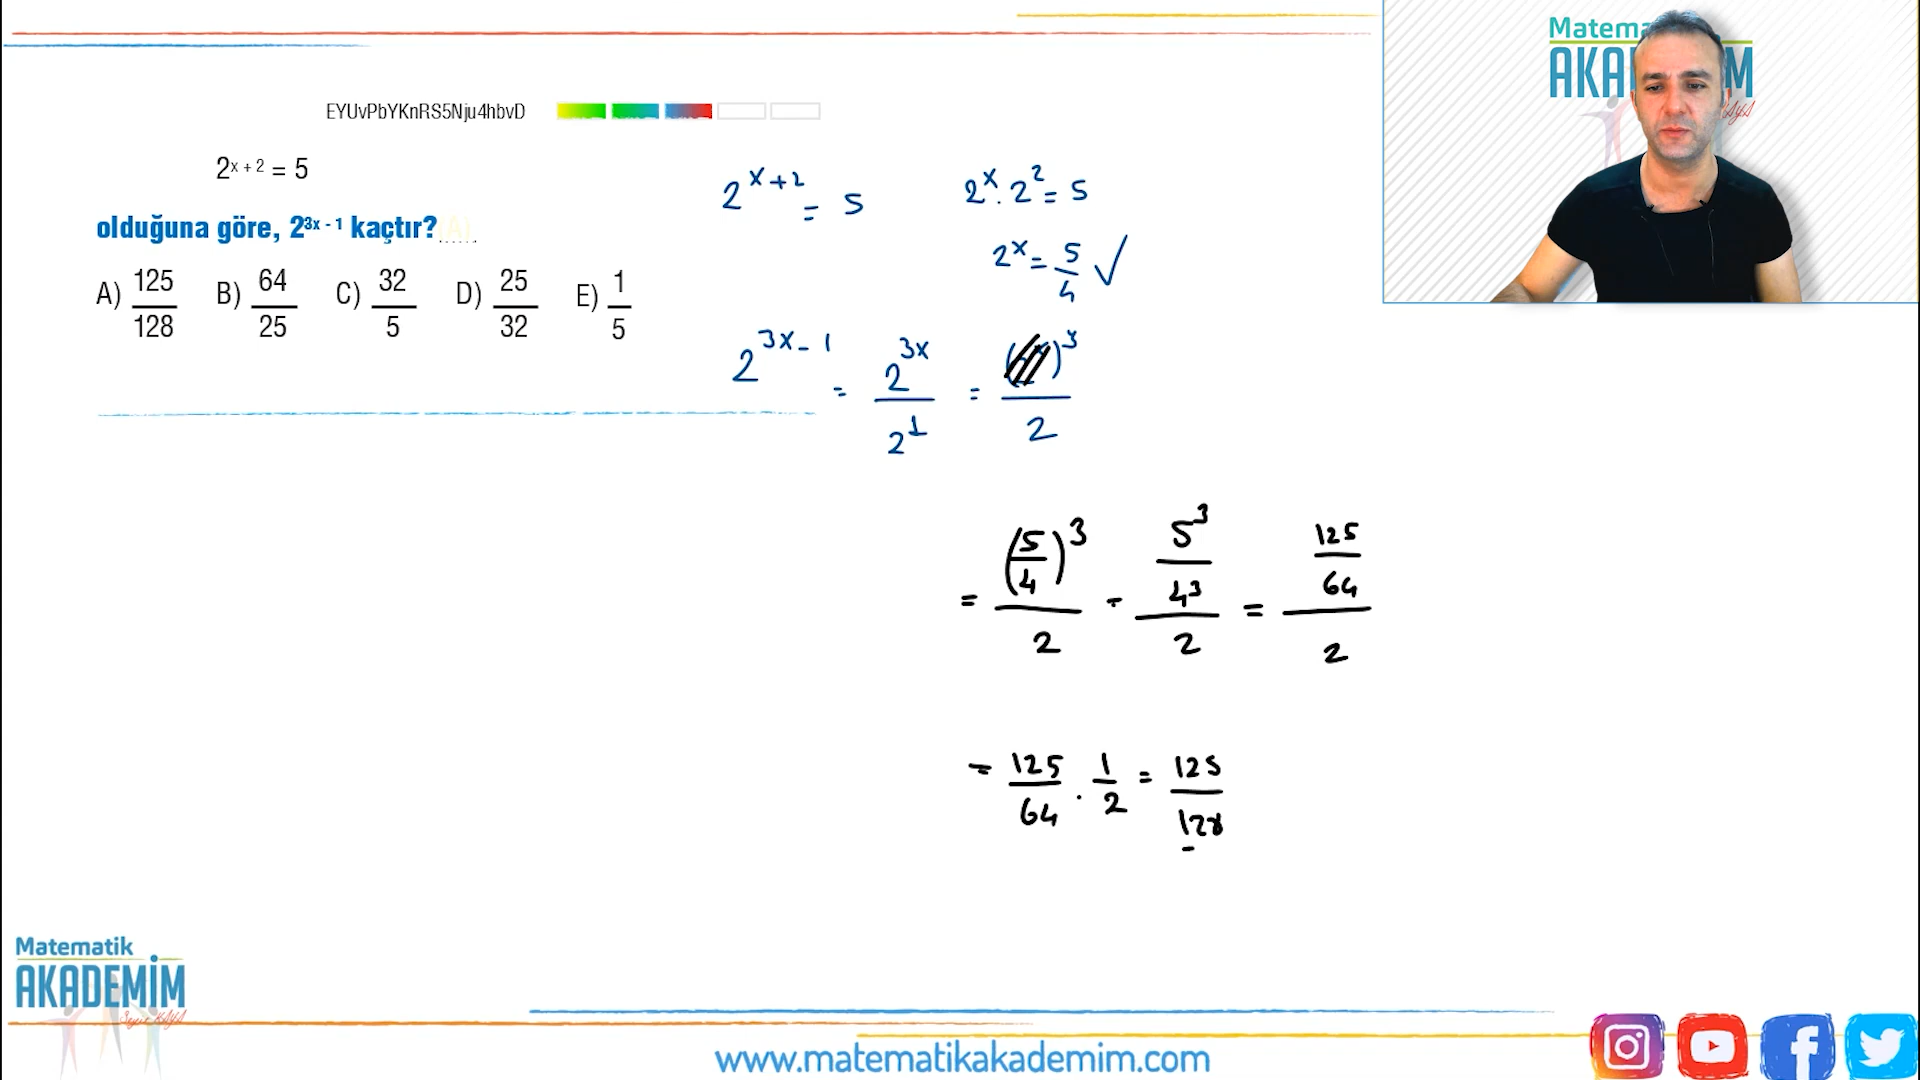 Matematik
AKADEMİM
EYUvPbYKnRS5Nju4hbvD
2^{x + 2} = 5
olduğuna göre, 2^{3x - 1} kaçtır? (A)
A) 125/128 B) 64/25 C) 32/5 D) 25/32 E) 1/5
2^{x+2} = 5
2^x . 2^2 = 5
2^x = 5/4 ✓
2^{3x-1} = 2^{3x}/2^1 = ( )^3/2
= (5/4)^3/2 = 5^3/4^3/2 = 125/64/2
= 125/64 . 1/2 = 125/128
Matematik
AKADEMİM
www.matematikakademim.com